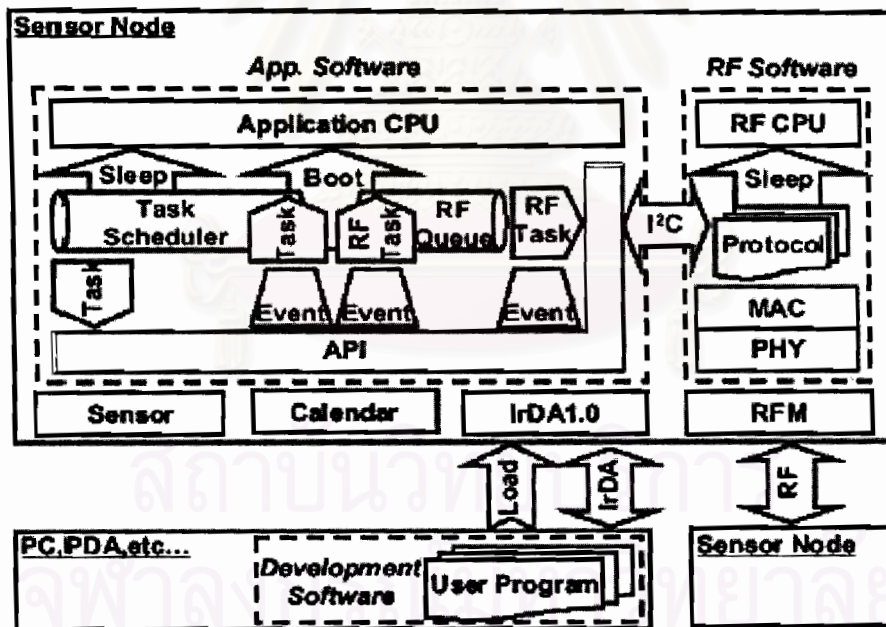 Sensor Node
App. Software
RF Software
Application CPU
RF CPU
Sleep
Boot
Sleep
Task
Scheduler
Task
RF
Task
RF
Queue
RF
Task
I²C
Protocol
Task
Event
Event
Event
API
MAC
PHY
Sensor
Calendar
IrDA1.0
RFM
Load
IrDA
RF
PC,PDA,etc...
Development
Software
User Program
Sensor Node